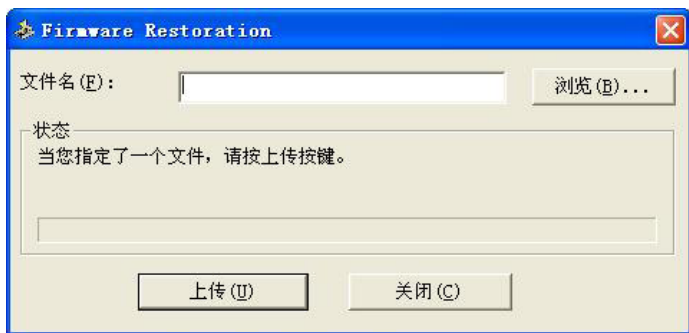 Firmware Restoration
文件名(F):
浏览(B)...
状态
当您指定了一个文件，请按上传按键。
上传(U)
关闭(C)